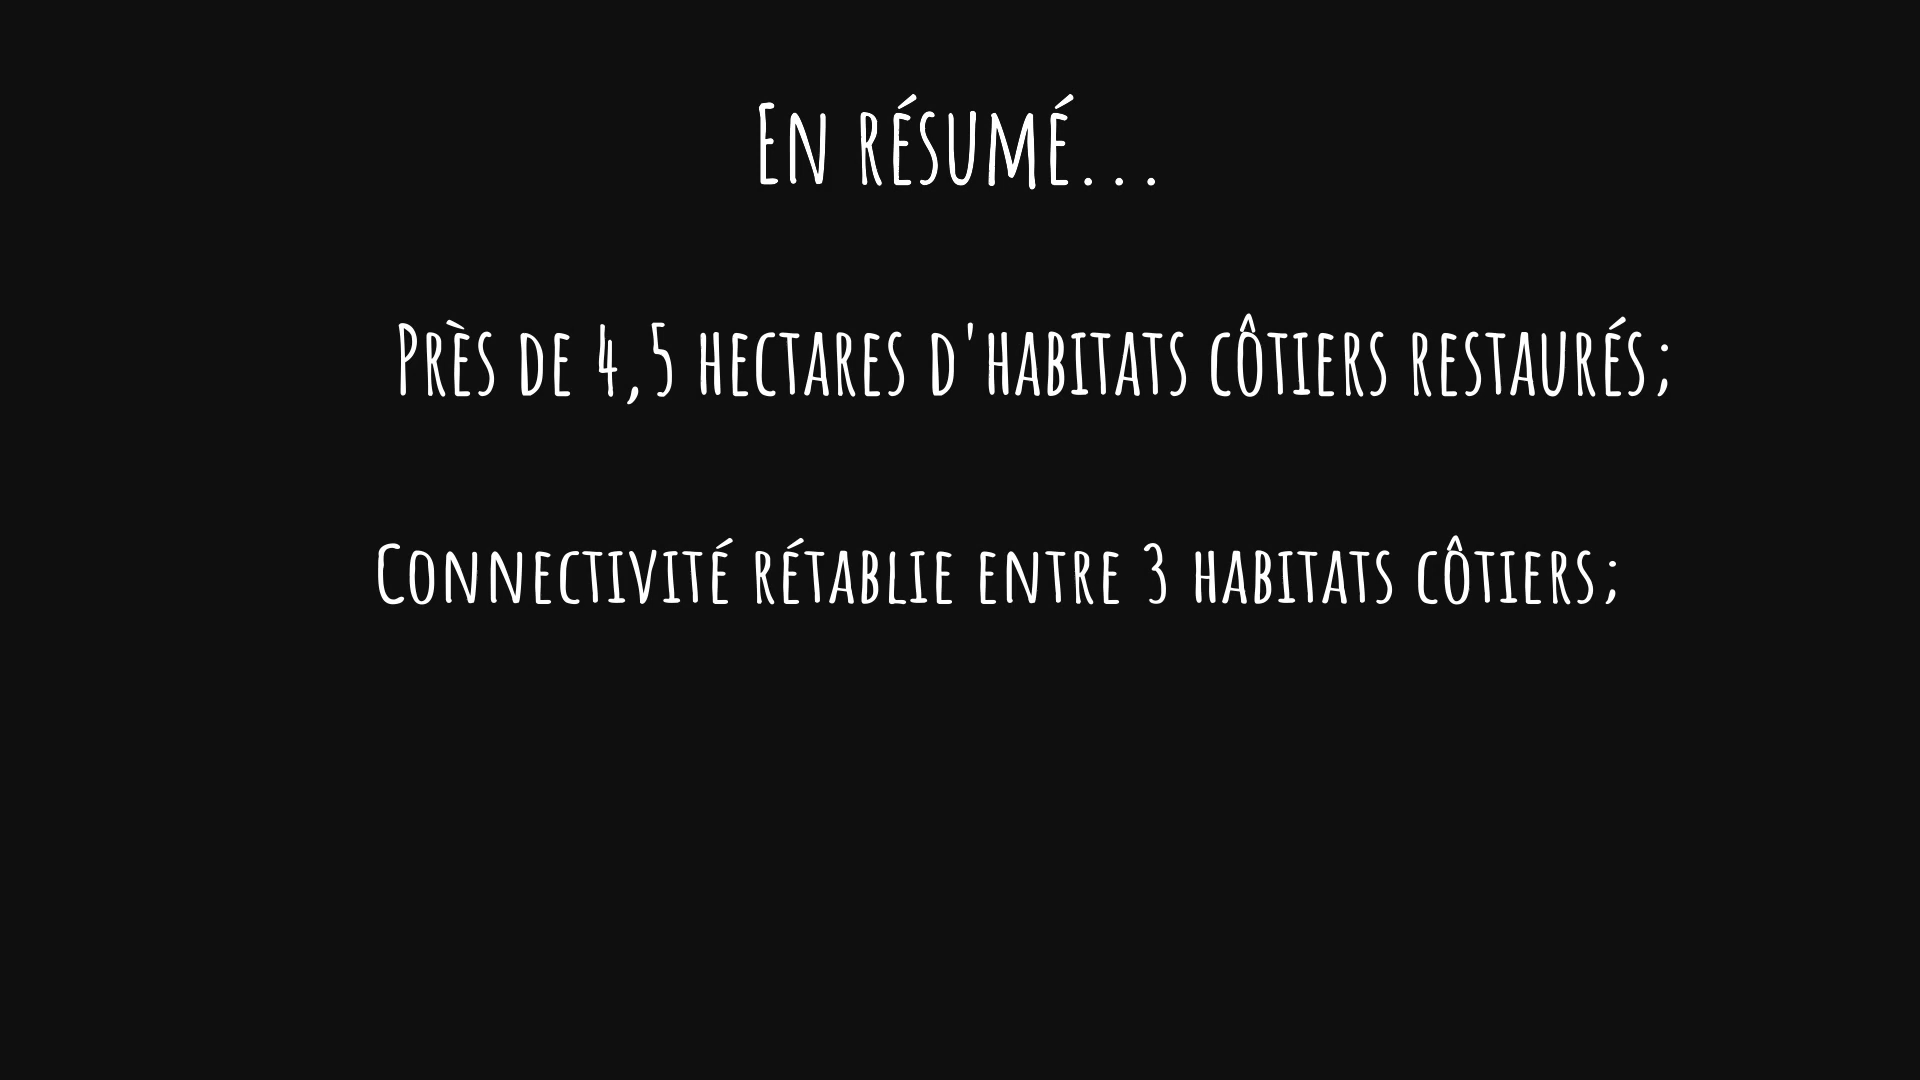 En résumé...
Près de 4,5 hectares d'habitats côtiers restaurés;
Connectivité rétablie entre 3 habitats côtiers;